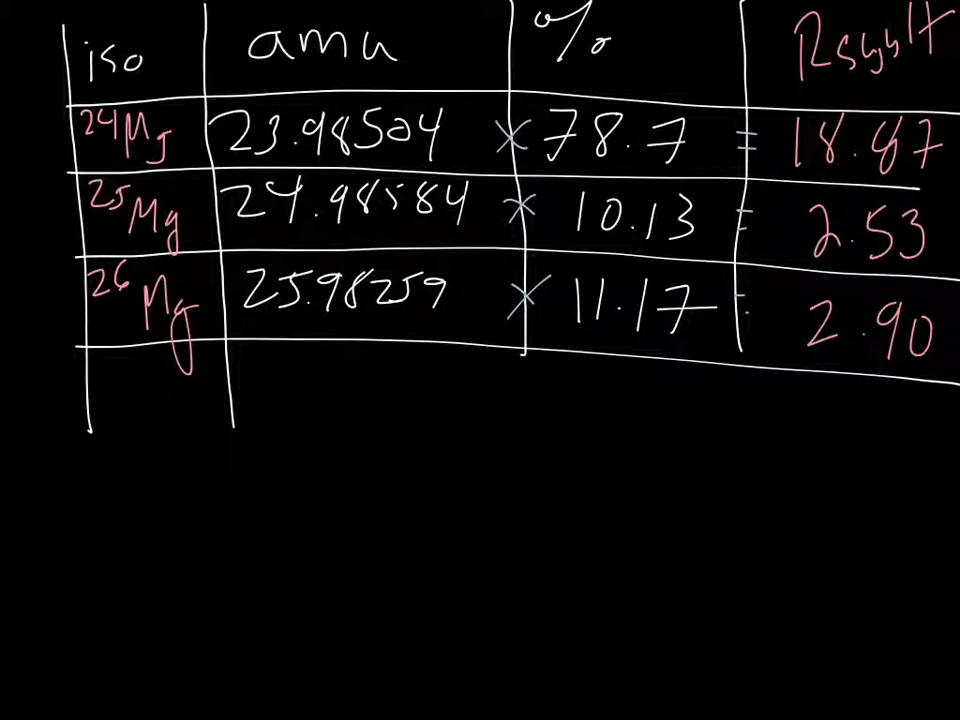 iso amu % Rsuult
24Mg 23.98504 × 78.7 = 18.87
25Mg 24.98584 × 10.13 = 2.53
26Mg 25.98259 × 11.17 = 2.90